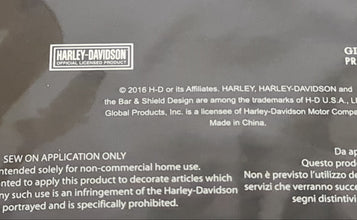 HARLEY-DAVIDSON
OFFICIAL LICENSED PRODUCT
© 2016 H-D or its Affiliates. HARLEY, HARLEY-DAVIDSON and
the Bar & Shield Design are among the trademarks of H-D U.S.A., L
Global Products, Inc. is a licensee of Harley-Davidson Motor Compa
Made in China.
SEW ON APPLICATION ONLY
ntended solely for non-commercial home use.
nted to apply this product to decorate articles which
ny such use is an infringement of the Harley-Davidson
portrayed and is specifically prohibited.
Da ap
Questo prodo
Non è previsto l'utilizzo de
servizi che verranno succe
segni distintivi